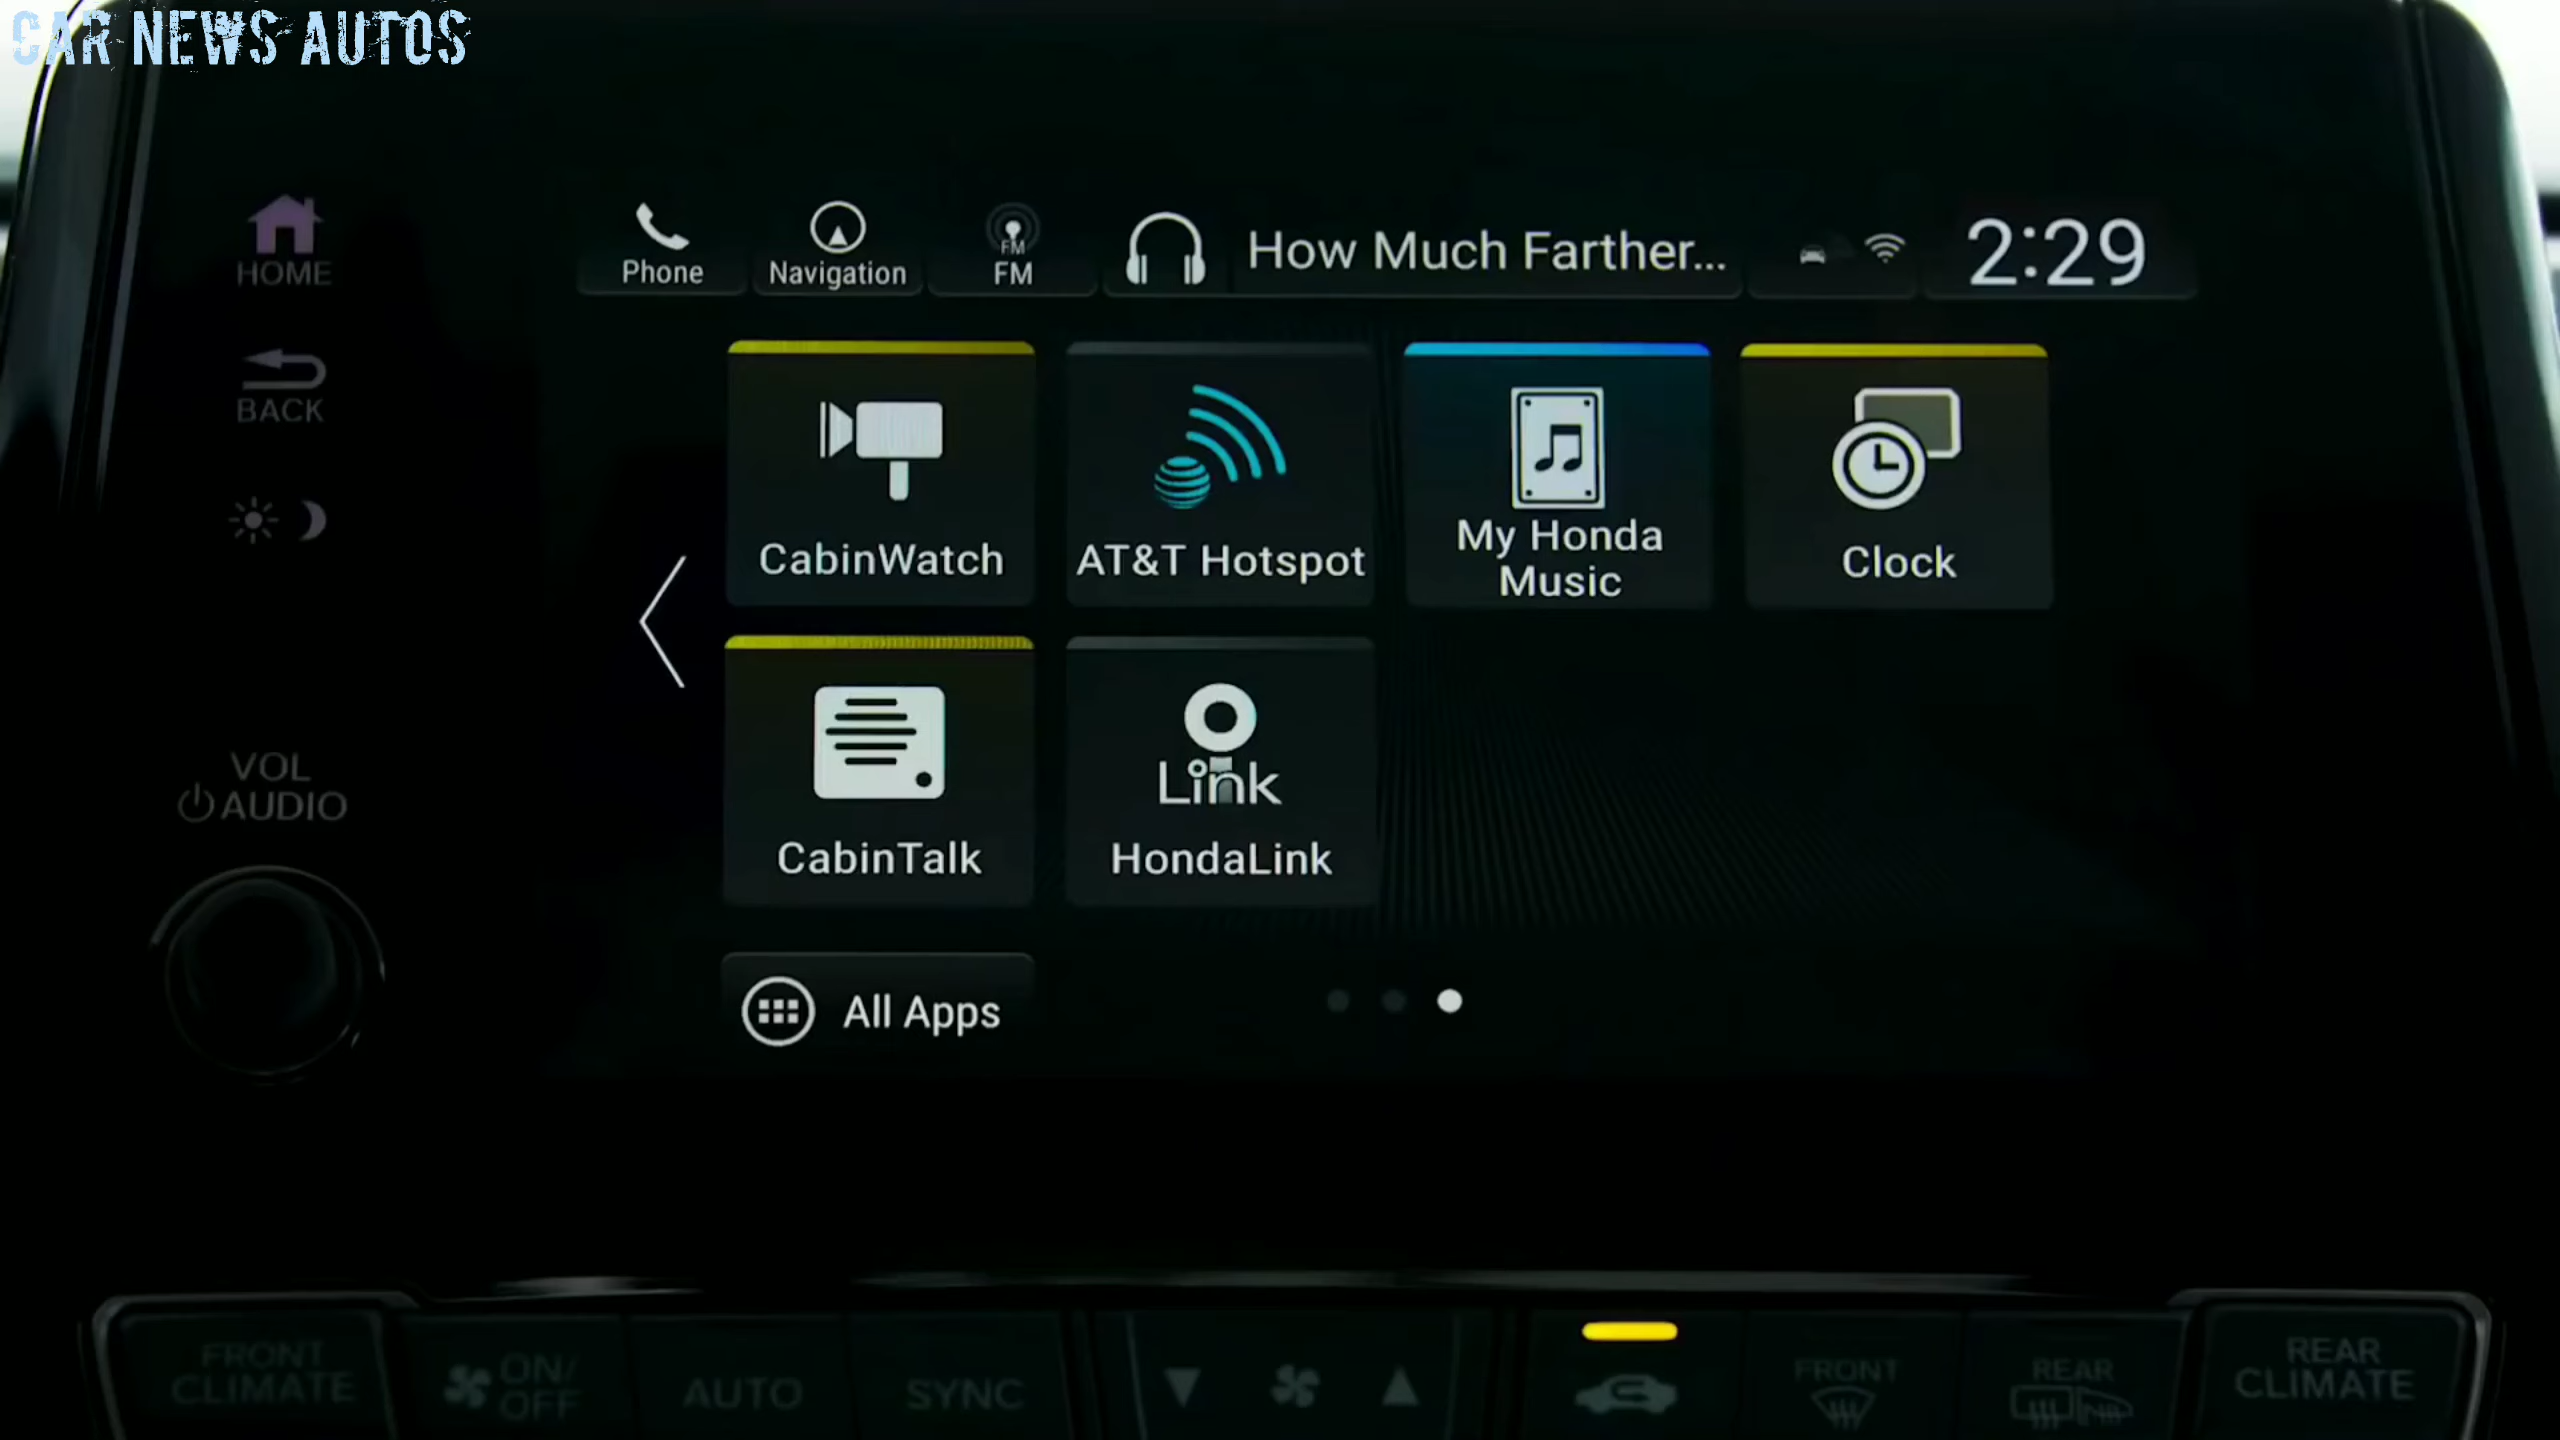 CAR NEWS AUTOS
HOME
BACK
VOL
AUDIO
Phone
Navigation
FM
FM
How Much Farther...
2:29
CabinWatch
AT&T Hotspot
My Honda
Music
Clock
CabinTalk
Link
HondaLink
All Apps
FRONT
CLIMATE
ON/
OFF
AUTO
SYNC
FRONT
REAR
REAR
CLIMATE